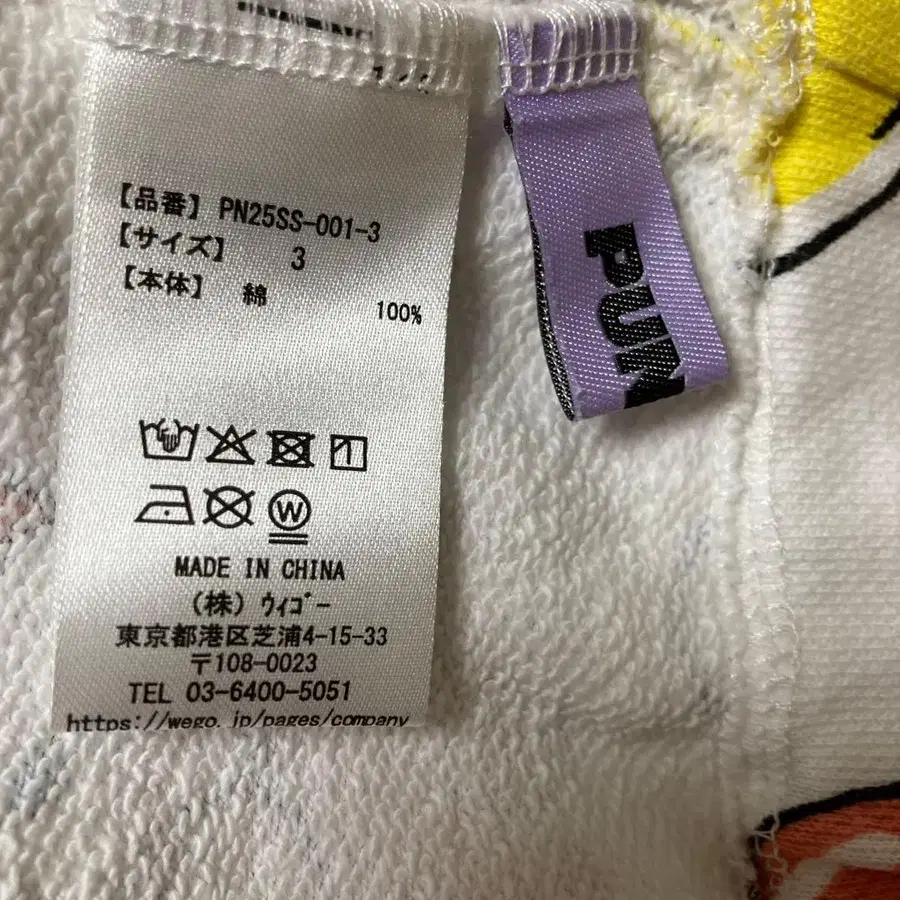 【品番】 PN25SS-001-3
【サイズ】 3
【本体】 綿 100%
W
MADE IN CHINA
(株) ウィゴー
東京都港区芝浦4-15-33
〒108-0023
TEL 03-6400-5051
https://wego.jp/pages/company
PUN